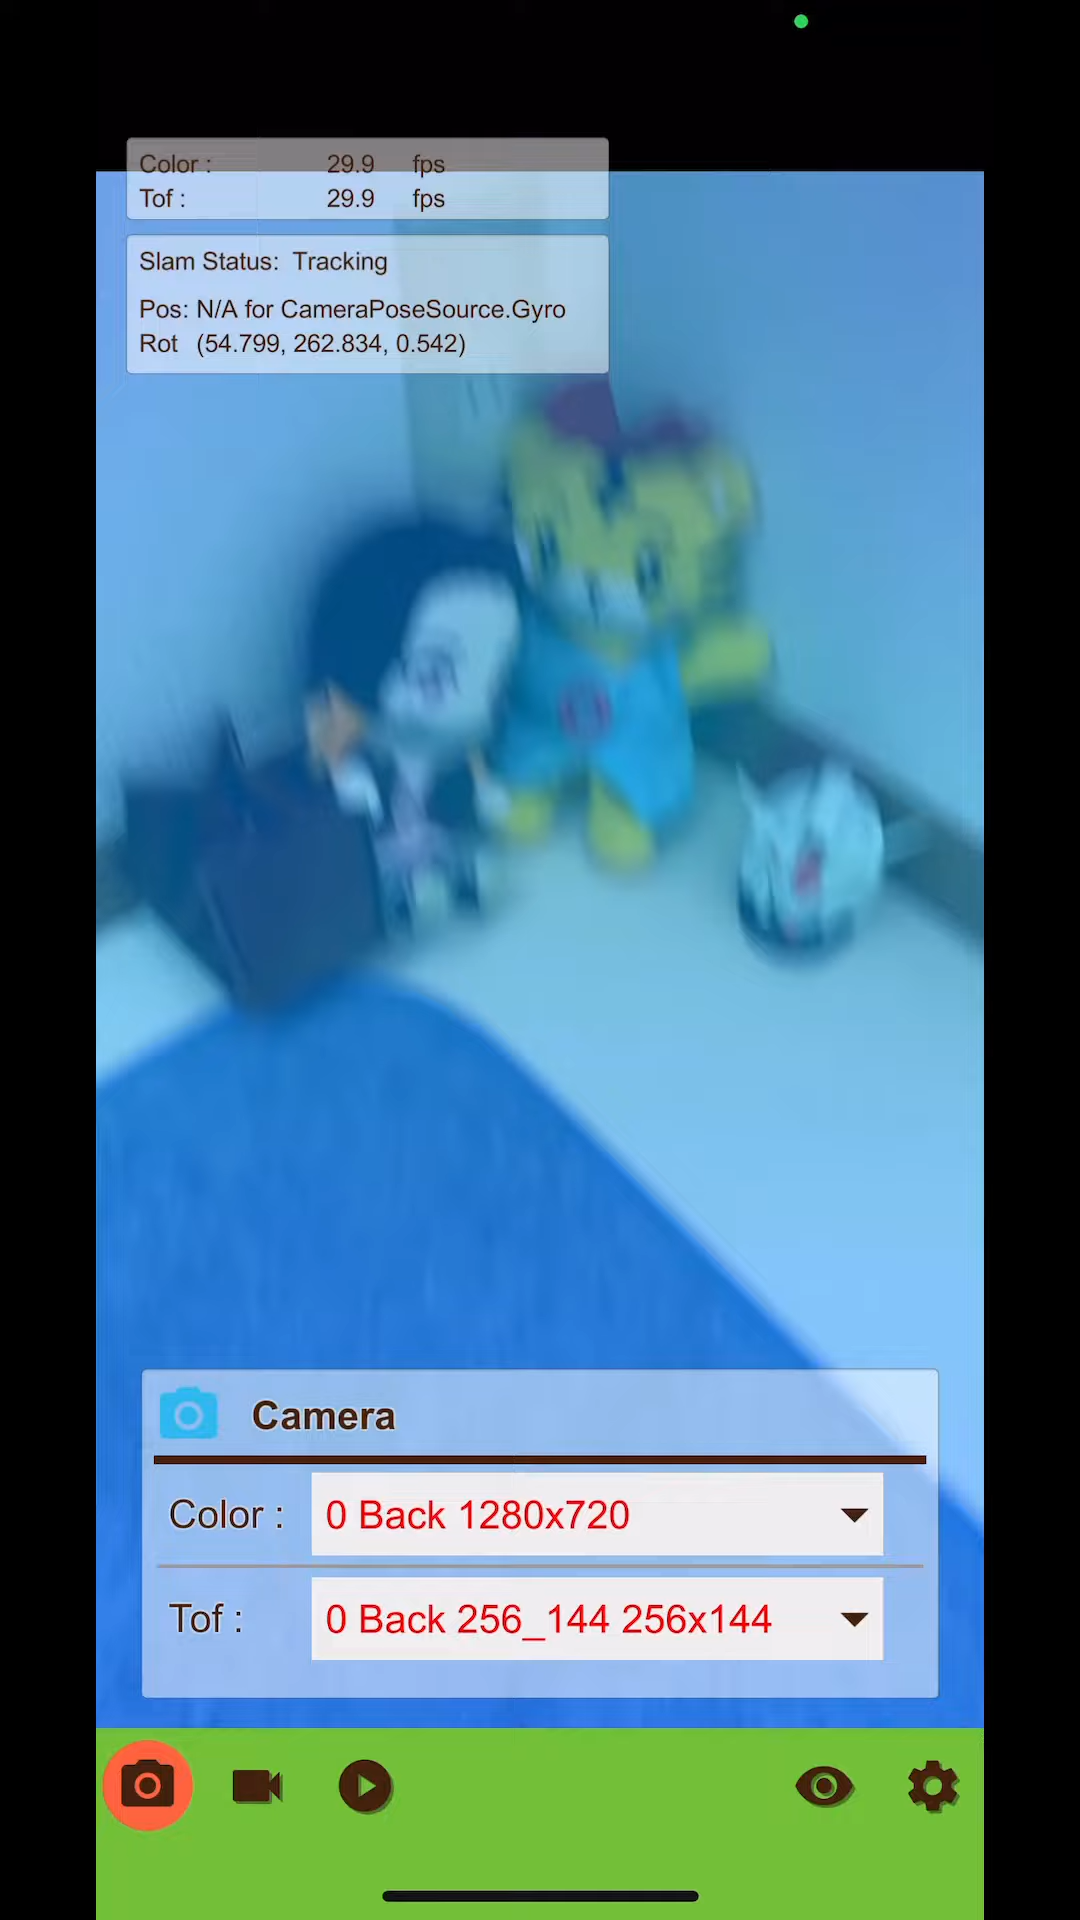 Color : 29.9 fps
Tof : 29.9 fps
Slam Status: Tracking
Pos: N/A for CameraPoseSource.Gyro
Rot (54.799, 262.834, 0.542)
Camera
Color : 0 Back 1280x720
Tof : 0 Back 256_144 256x144